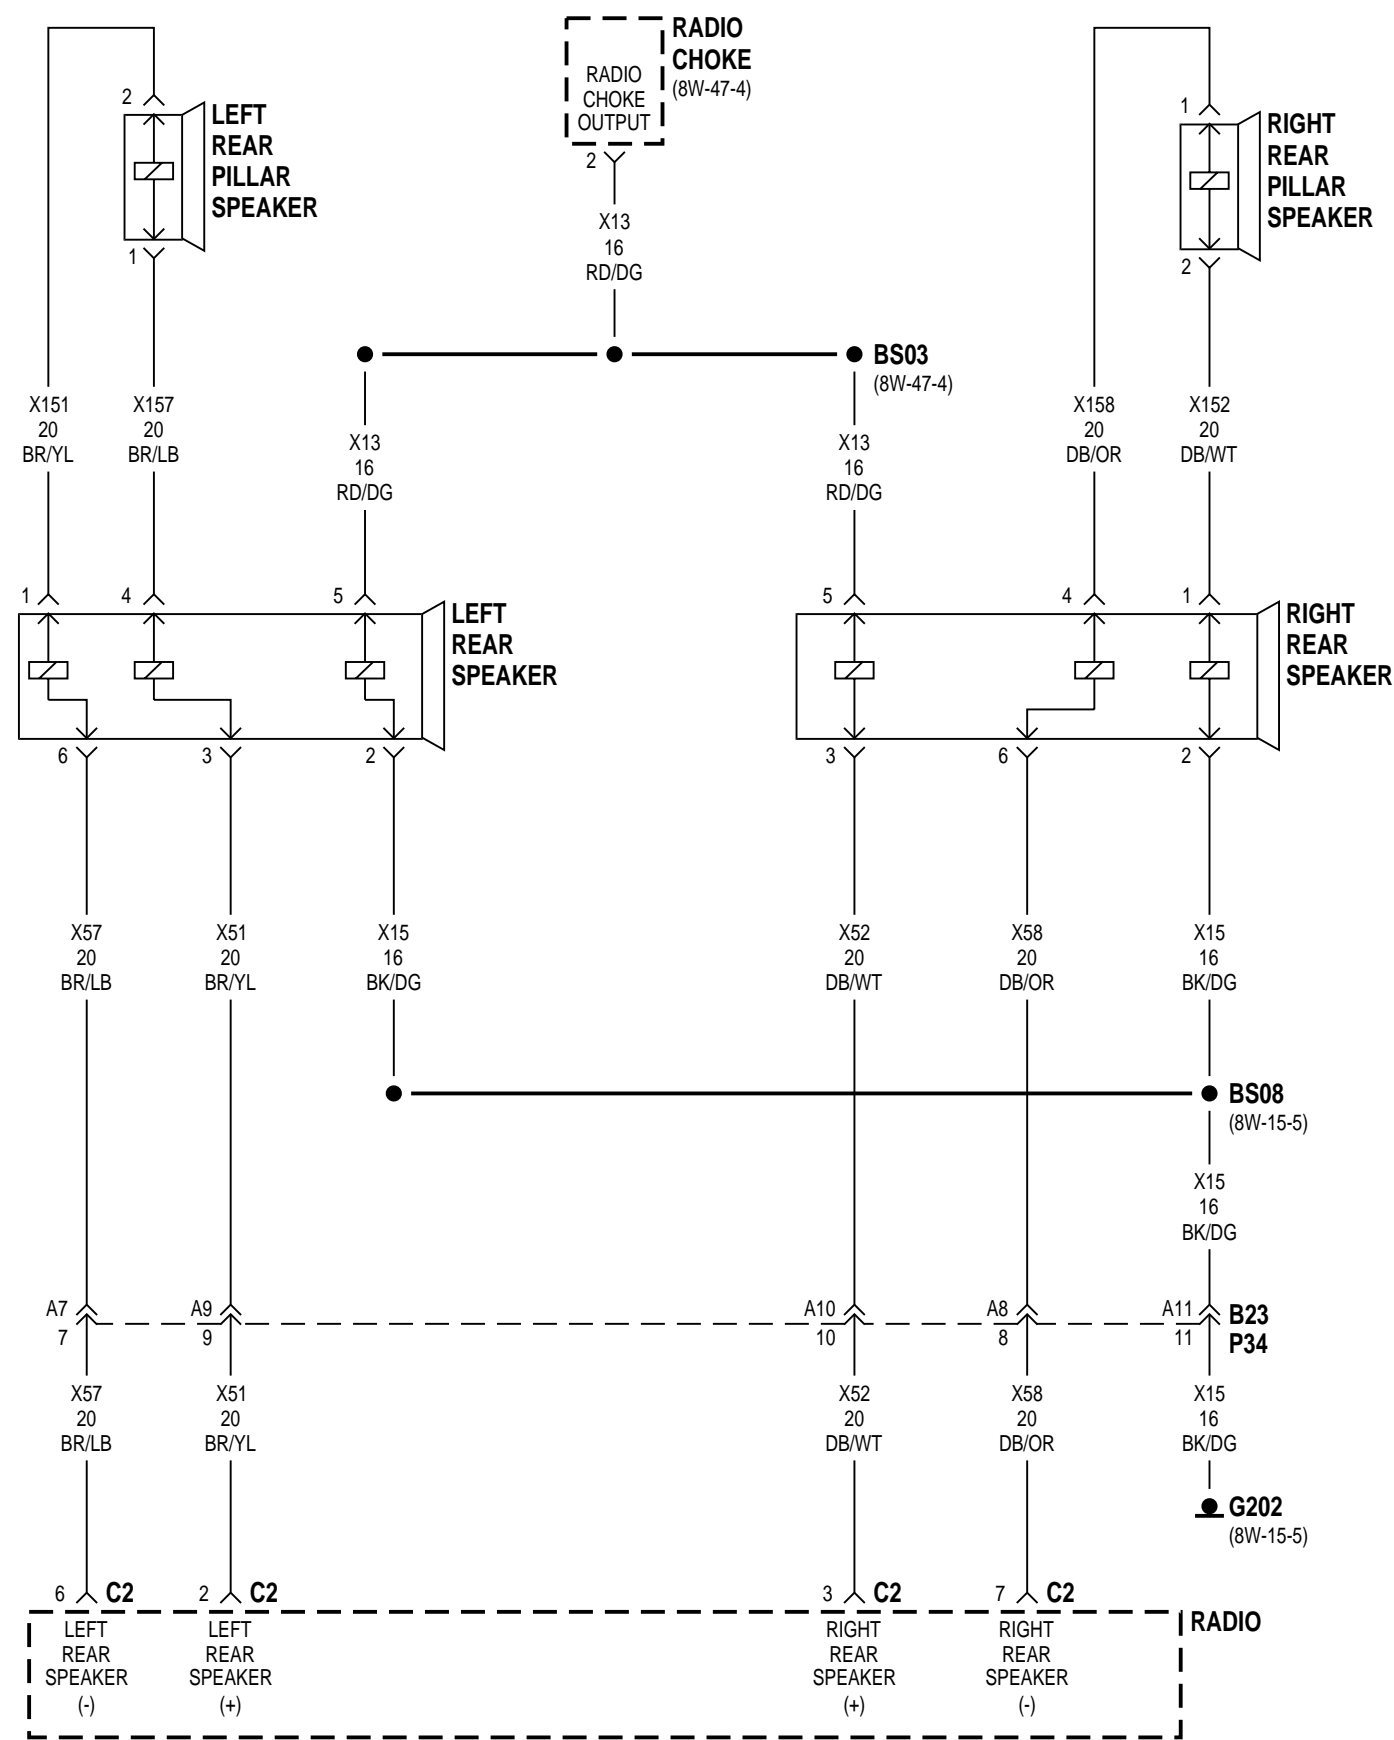 RADIO
CHOKE
(8W-47-4)
RADIO
CHOKE
OUTPUT
2
X13
16
RD/DG
2
LEFT
REAR
PILLAR
SPEAKER
1
1
RIGHT
REAR
PILLAR
SPEAKER
2
BS03
(8W-47-4)
X151
20
BR/YL
X157
20
BR/LB
X13
16
RD/DG
X13
16
RD/DG
X158
20
DB/OR
X152
20
DB/WT
1
4
5
LEFT
REAR
SPEAKER
6
3
2
5
4
1
RIGHT
REAR
SPEAKER
3
6
2
X57
20
BR/LB
X51
20
BR/YL
X15
16
BK/DG
X52
20
DB/WT
X58
20
DB/OR
X15
16
BK/DG
BS08
(8W-15-5)
X15
16
BK/DG
A7
7
A9
9
A10
10
A8
8
A11
11
B23
P34
X57
20
BR/LB
X51
20
BR/YL
X52
20
DB/WT
X58
20
DB/OR
X15
16
BK/DG
G202
(8W-15-5)
6 C2
2 C2
3 C2
7 C2
RADIO
LEFT
REAR
SPEAKER
(-)
LEFT
REAR
SPEAKER
(+)
RIGHT
REAR
SPEAKER
(+)
RIGHT
REAR
SPEAKER
(-)